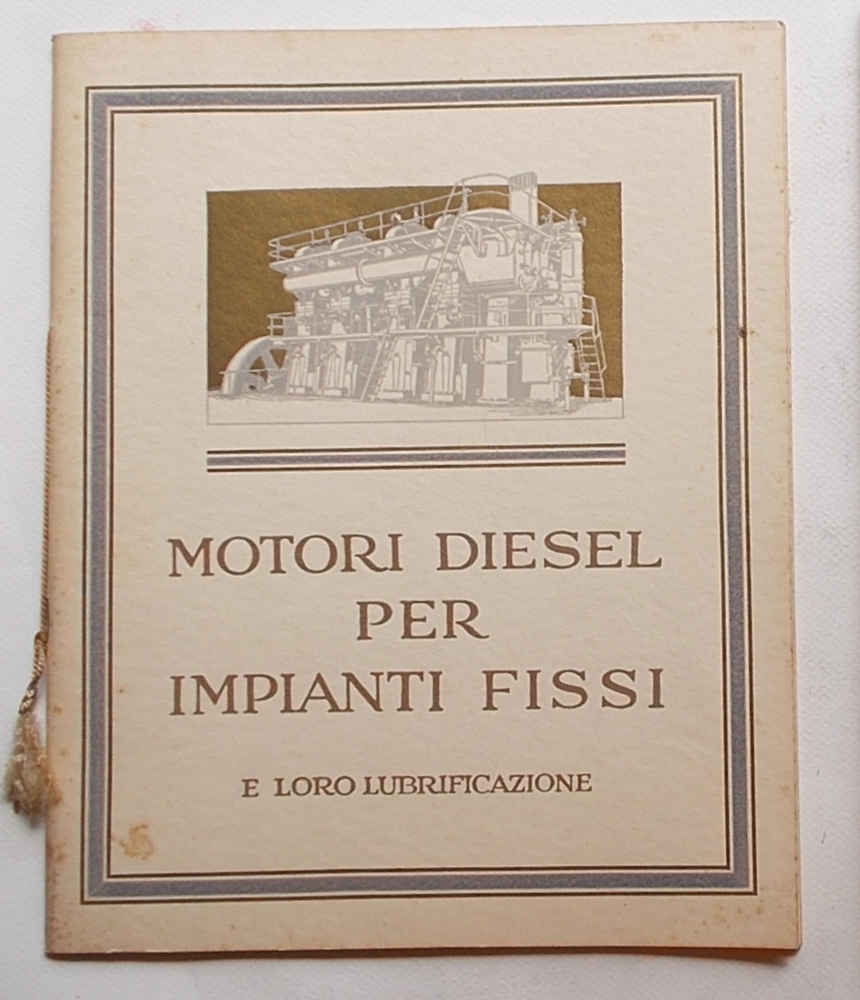 MOTORI DIESEL
PER
IMPIANTI FISSI
E LORO LUBRIFICAZIONE